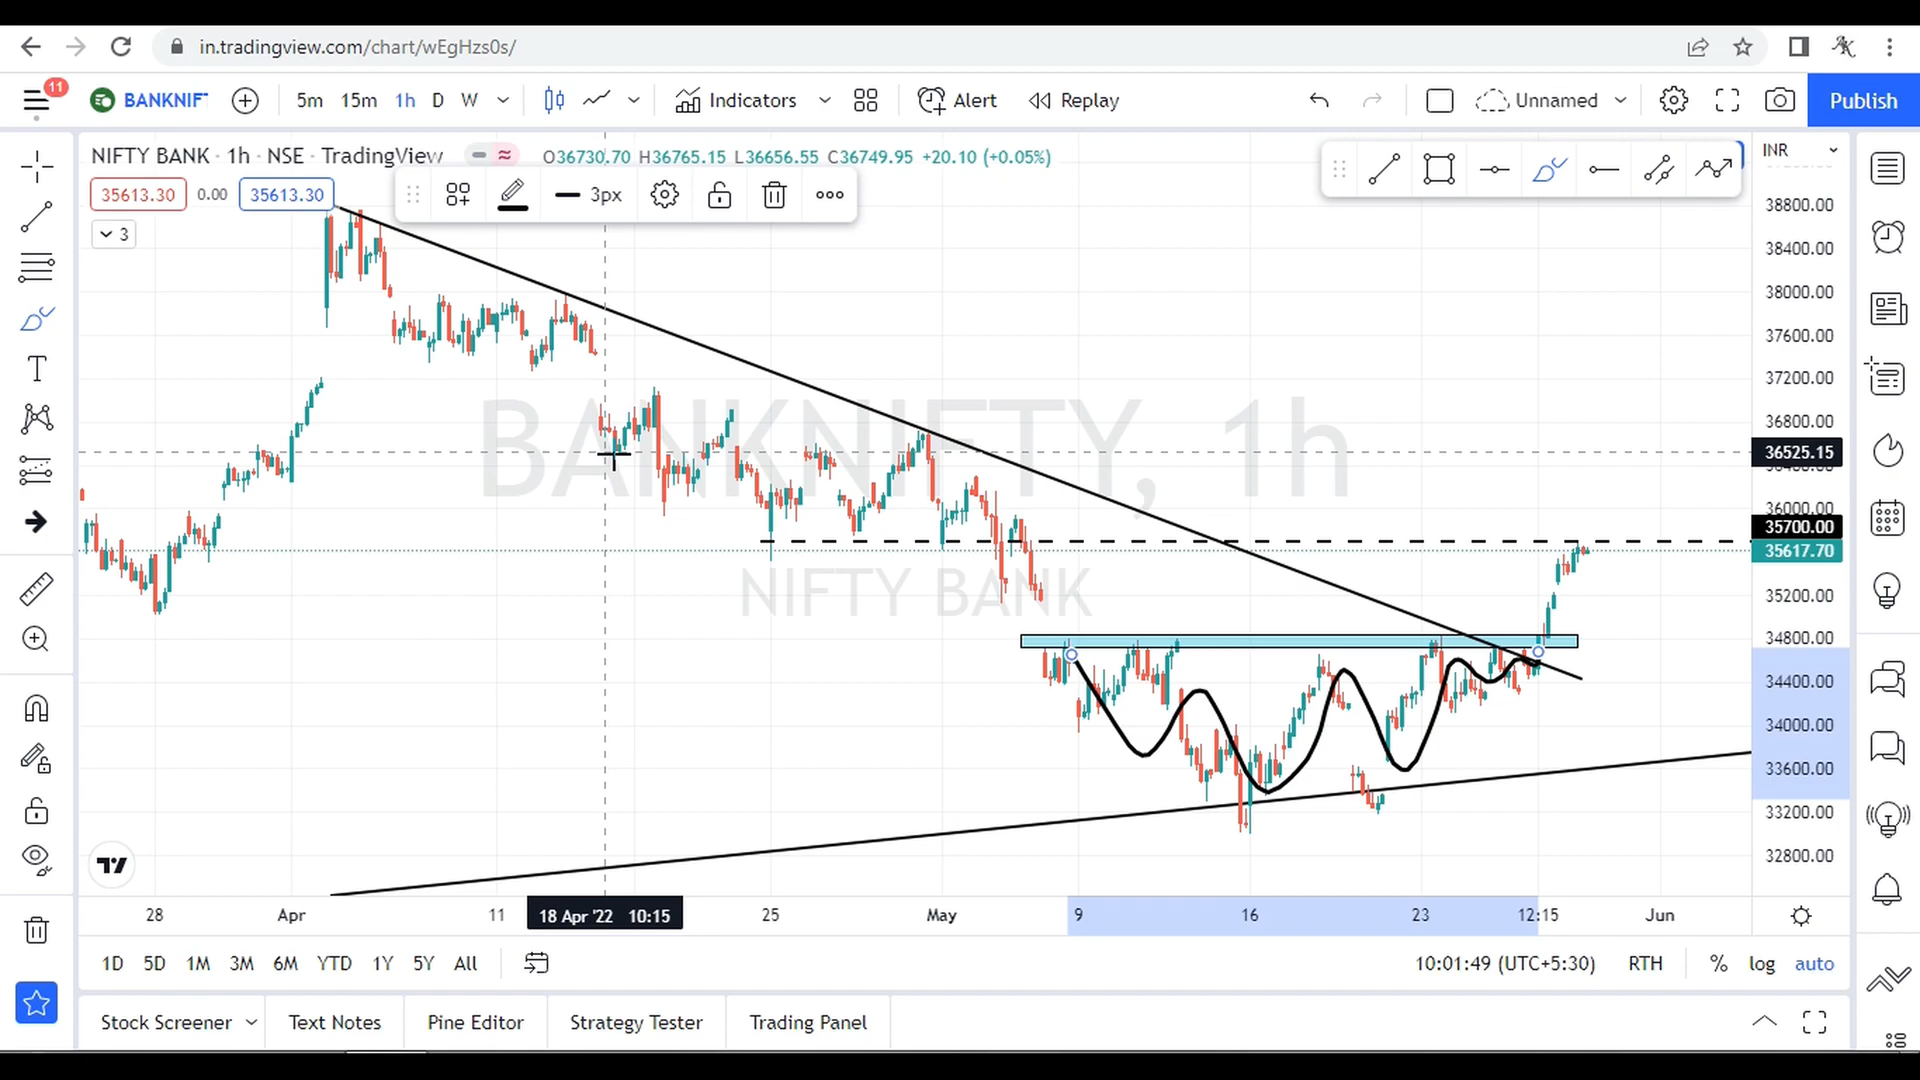 in.tradingview.com/chart/wEgHzs0s/
11
BANKNIF
5m 15m 1h D W
Indicators
Alert
Replay
Unnamed
Publish
NIFTY BANK · 1h · NSE · TradingView
O36730.70 H36765.15 L36656.55 C36749.95 +20.10 (+0.05%)
INR
35613.30 0.00 35613.30
3px
3
38800.00
38400.00
38000.00
37600.00
37200.00
36800.00
36525.15
36400.00
36000.00
35700.00
35617.70
35200.00
34800.00
34400.00
34000.00
33600.00
33200.00
32800.00
BANKNIFTY, 1h
NIFTY BANK
28 Apr 11 18 Apr '22 10:15 25 May 9 16 23 12:15 Jun
1D 5D 1M 3M 6M YTD 1Y 5Y All
10:01:49 (UTC+5:30) RTH % log auto
Stock Screener Text Notes Pine Editor Strategy Tester Trading Panel